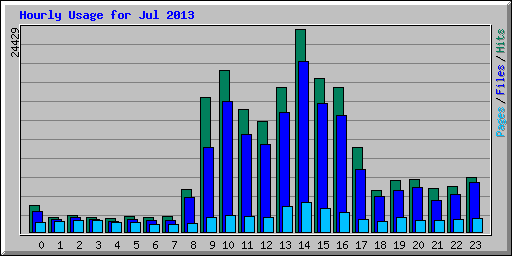 Hourly Usage for Jul 2013
24429
Pages/Files/Hits
0 1 2 3 4 5 6 7 8 9 10 11 12 13 14 15 16 17 18 19 20 21 22 23